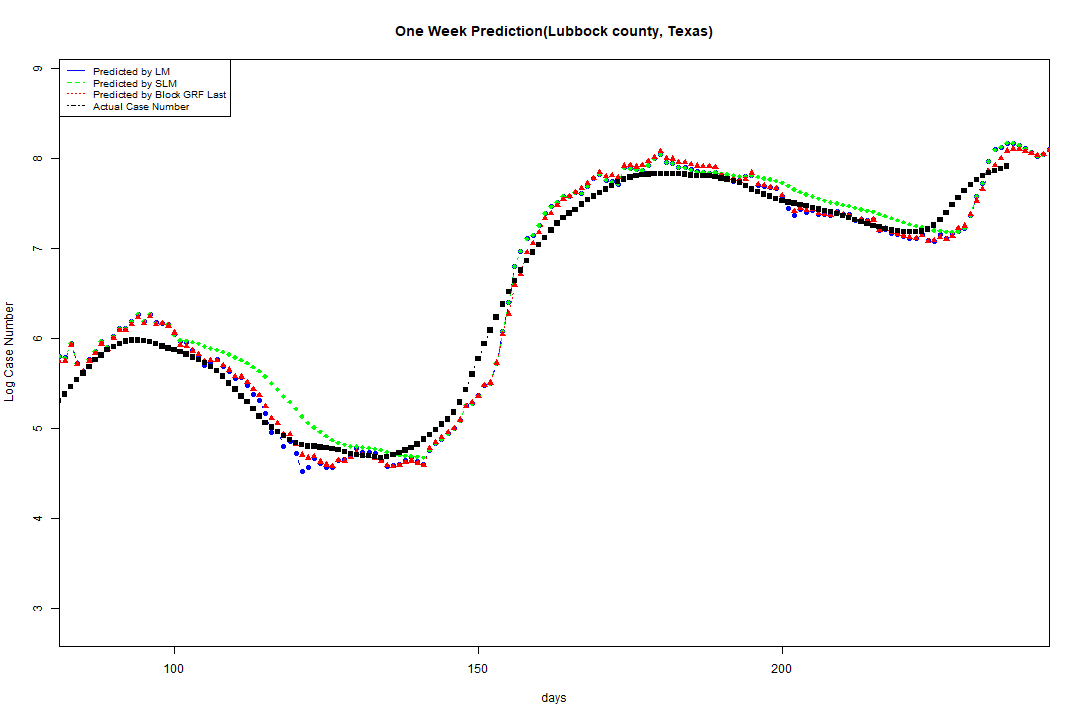 One Week Prediction(Lubbock county, Texas)
Predicted by LM
Predicted by SLM
Predicted by Block GRF Last
Actual Case Number
9
8
7
6
5
4
3
Log Case Number
100 150 200
days